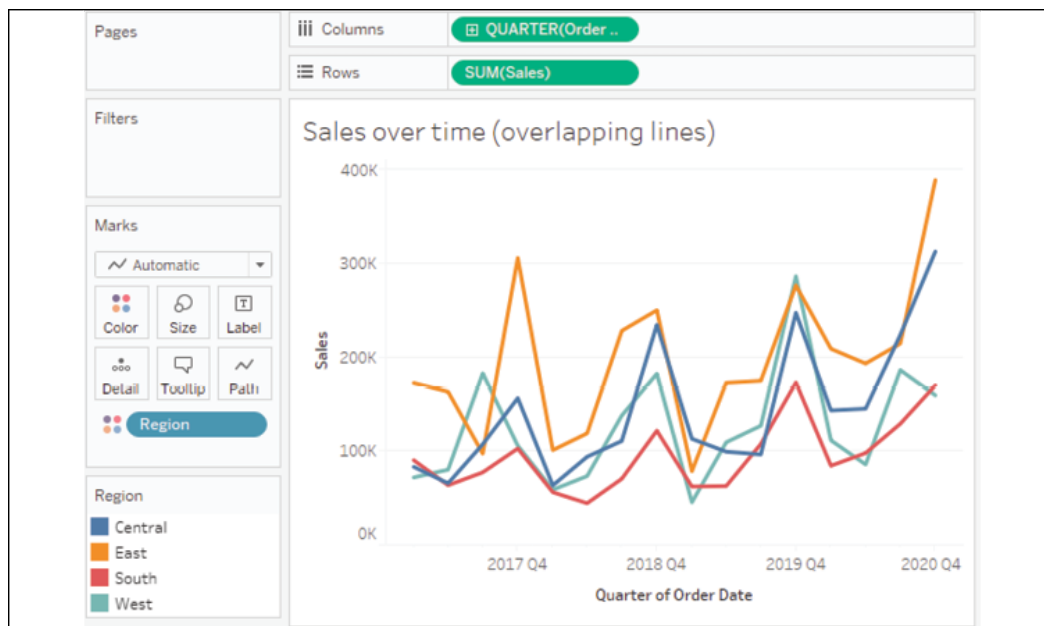 Pages
Columns
QUARTER(Order ..
Rows
SUM(Sales)
Filters
Marks
Automatic
Color
Size
Label
Detail
Tooltip
Path
Region
Region
Central
East
South
West
Sales over time (overlapping lines)
400K
300K
200K
100K
0K
Sales
2017 Q4
2018 Q4
2019 Q4
2020 Q4
Quarter of Order Date